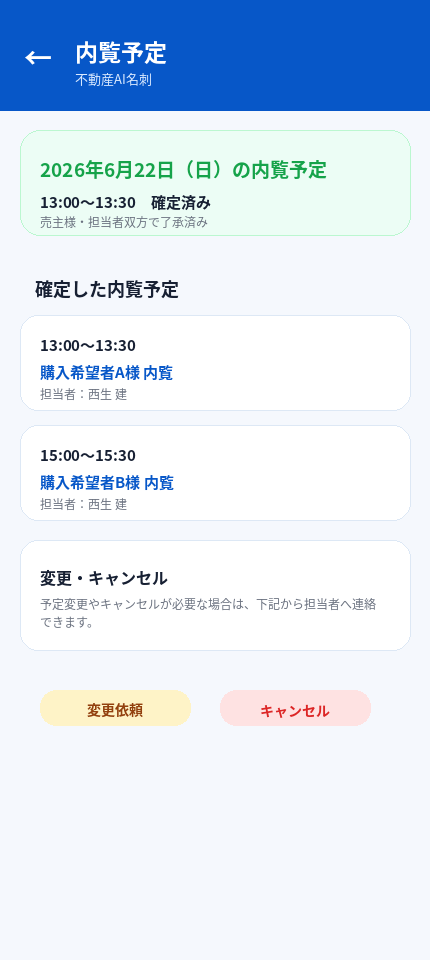 ← 内覧予定
不動産AI名刺
2026年6月22日（日）の内覧予定
13:00〜13:30　確定済み
売主様・担当者双方で了承済み
確定した内覧予定
13:00〜13:30
購入希望者A様 内覧
担当者：西生 建
15:00〜15:30
購入希望者B様 内覧
担当者：西生 建
変更・キャンセル
予定変更やキャンセルが必要な場合は、下記から担当者へ連絡
できます。
変更依頼
キャンセル